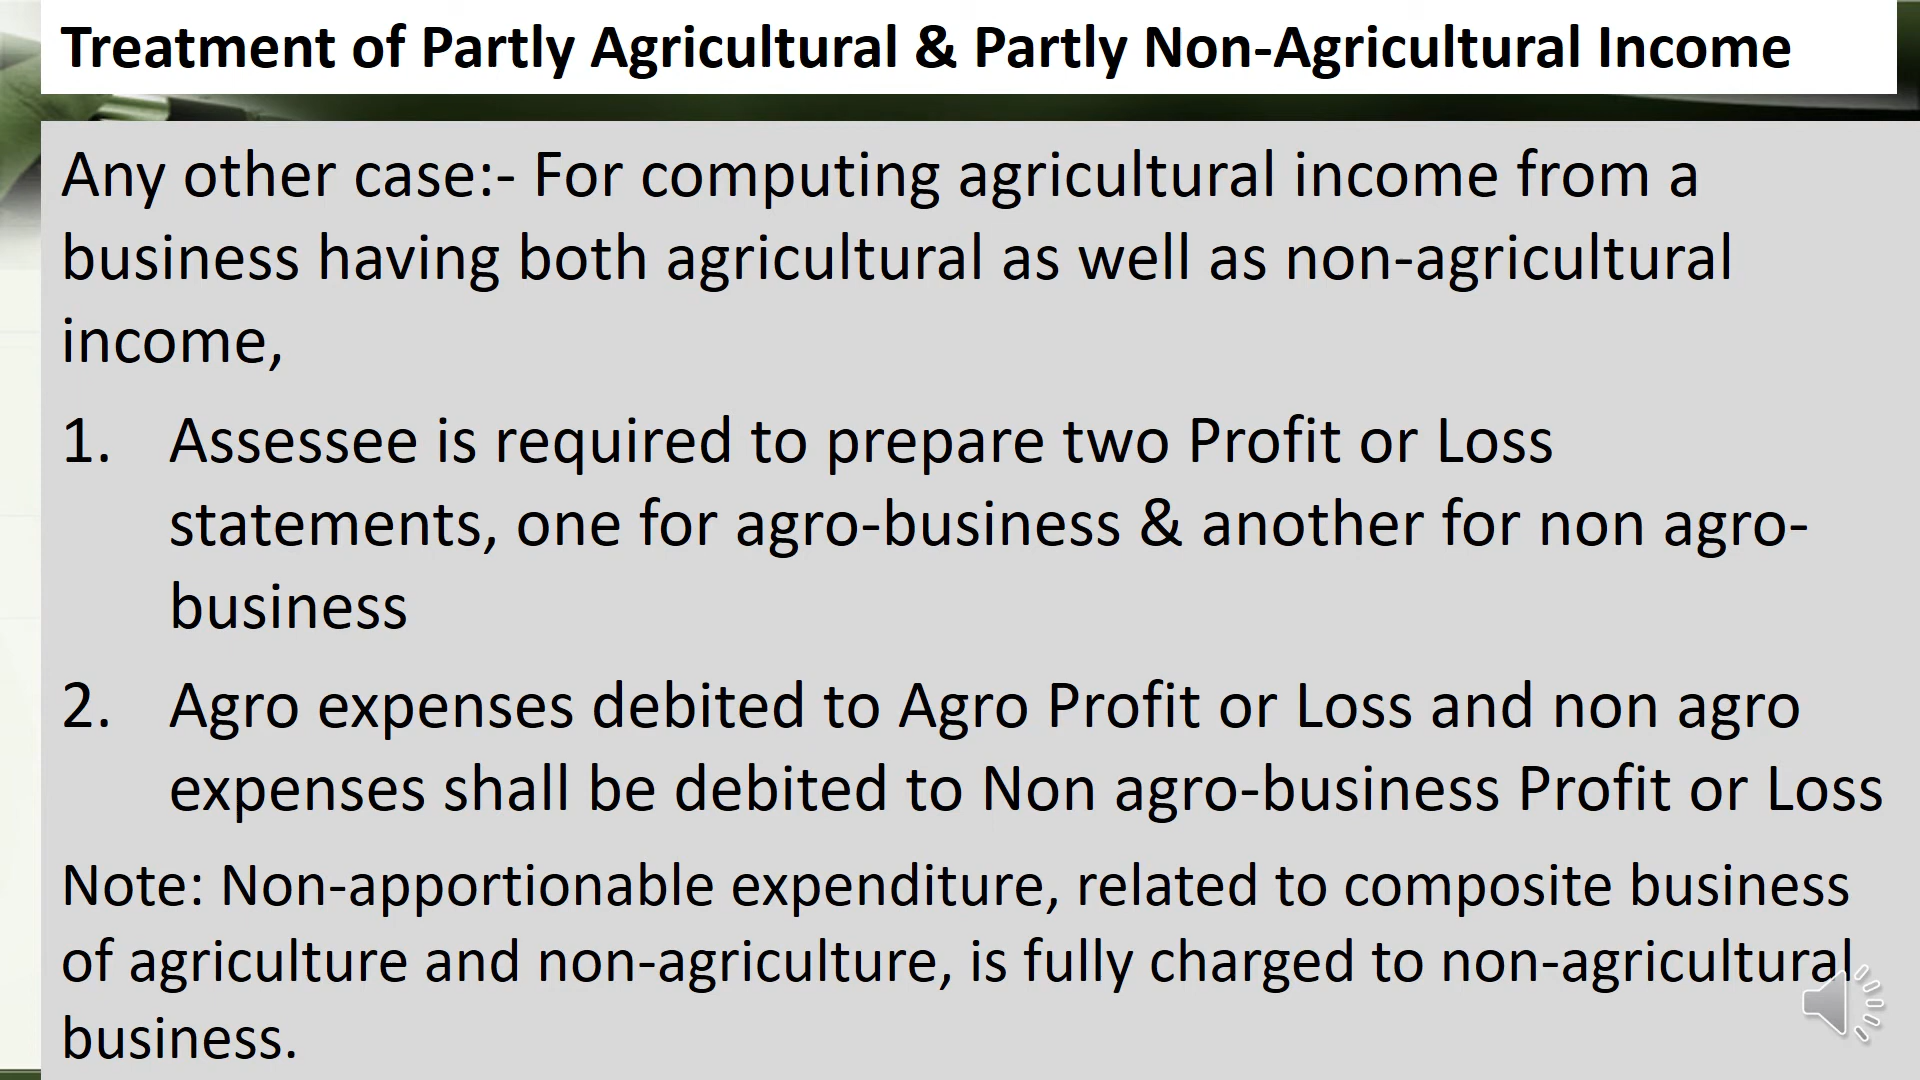 Treatment of Partly Agricultural & Partly Non-Agricultural Income
Any other case:- For computing agricultural income from a
business having both agricultural as well as non-agricultural
income,
1. Assessee is required to prepare two Profit or Loss
statements, one for agro-business & another for non agro-
business
2. Agro expenses debited to Agro Profit or Loss and non agro
expenses shall be debited to Non agro-business Profit or Loss
Note: Non-apportionable expenditure, related to composite business
of agriculture and non-agriculture, is fully charged to non-agricultural
business.